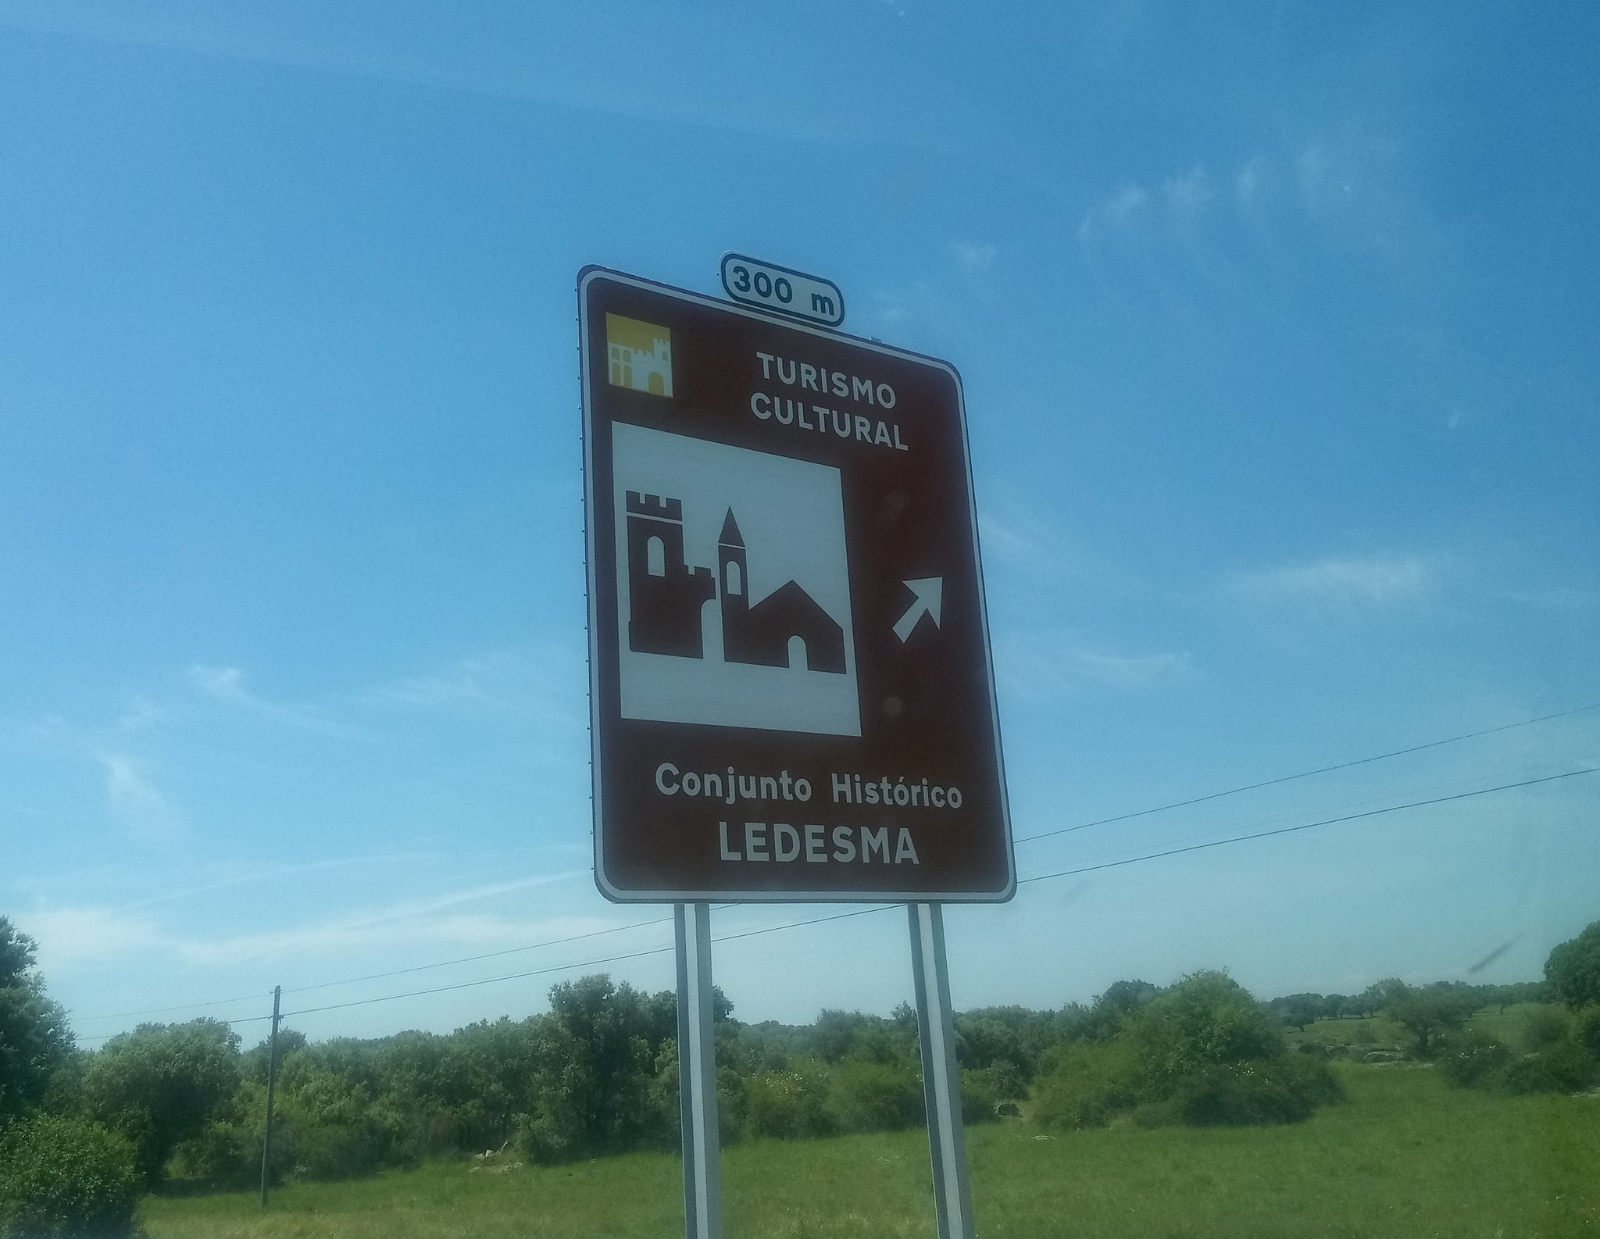 300 m
TURISMO
CULTURAL
Conjunto Histórico
LEDESMA